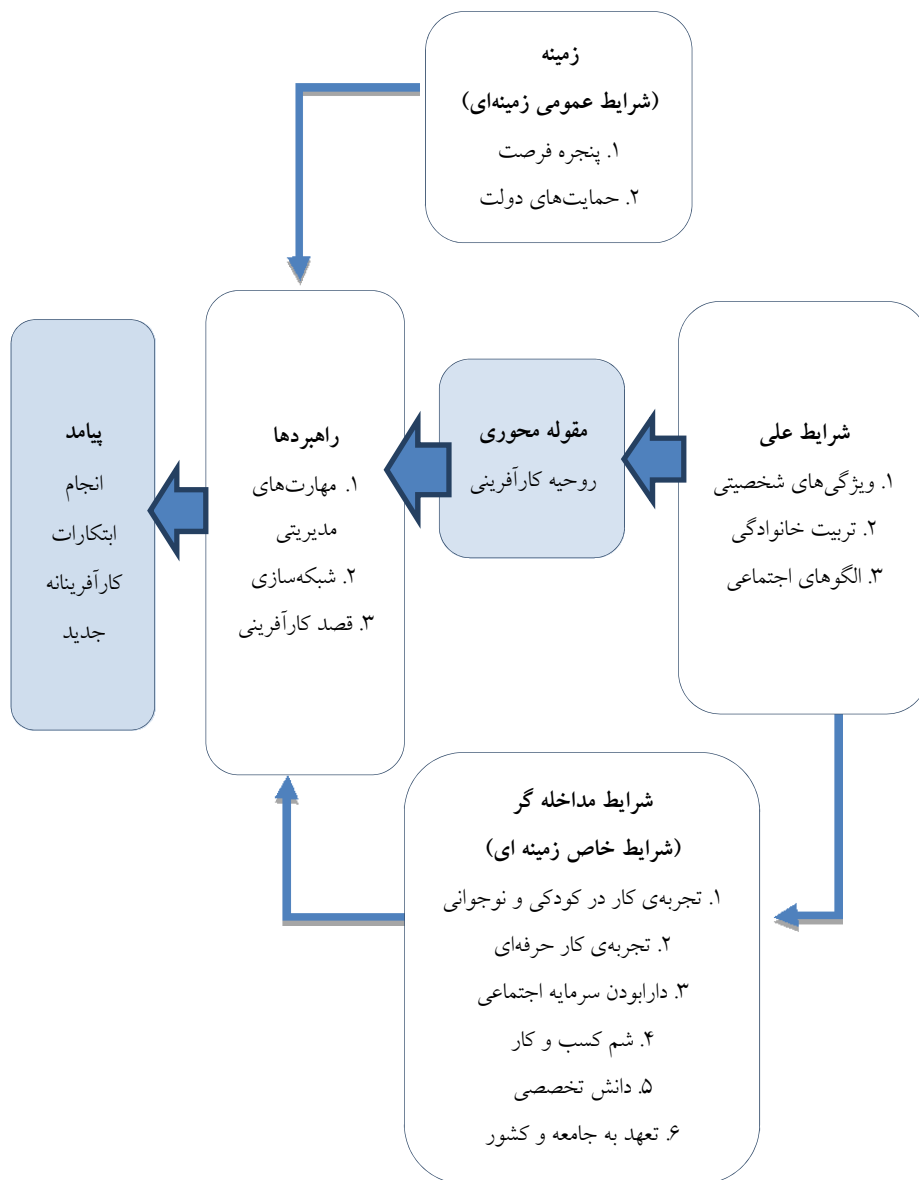 زمینه
(شرایط عمومی زمینه‌ای)
۱. پنجره فرصت
۲. حمایت‌های دولت
شرایط علی
۱. ویژگی‌های شخصیتی
۲. تربیت خانوادگی
۳. الگوهای اجتماعی
مقوله محوری
روحیه کارآفرینی
راهبردها
۱. مهارت‌های
مدیریتی
۲. شبکه‌سازی
۳. قصد کارآفرینی
پیامد
انجام
ابتکارات
کارآفرینانه
جدید
شرایط مداخله گر
(شرایط خاص زمینه ای)
۱. تجربه‌ی کار در کودکی و نوجوانی
۲. تجربه‌ی کار حرفه‌ای
۳. دارابودن سرمایه اجتماعی
۴. شم کسب و کار
۵. دانش تخصصی
۶. تعهد به جامعه و کشور